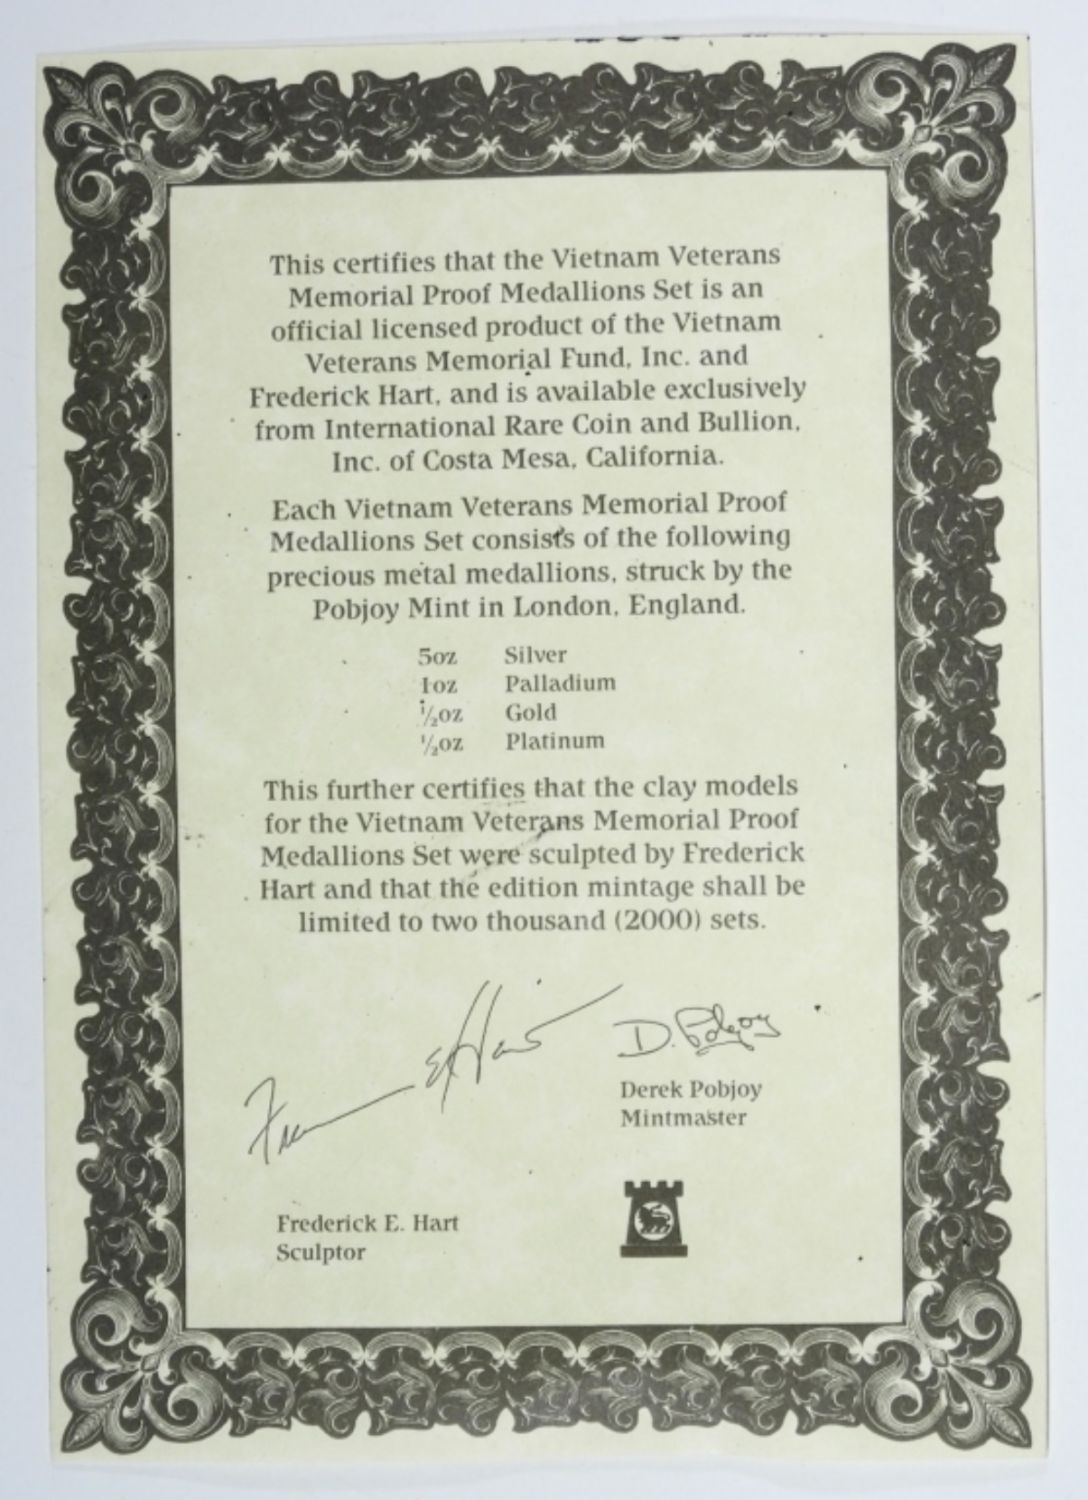 This certifies that the Vietnam Veterans
Memorial Proof Medallions Set is an
official licensed product of the Vietnam
Veterans Memorial Fund, Inc. and
Frederick Hart, and is available exclusively
from International Rare Coin and Bullion,
Inc. of Costa Mesa, California.
Each Vietnam Veterans Memorial Proof
Medallions Set consists of the following
precious metal medallions, struck by the
Pobjoy Mint in London, England.
5oz Silver
1oz Palladium
1/2oz Gold
1/2oz Platinum
This further certifies that the clay models
for the Vietnam Veterans Memorial Proof
Medallions Set were sculpted by Frederick
Hart and that the edition mintage shall be
limited to two thousand (2000) sets.
D. Pobjoy
Derek Pobjoy
Mintmaster
Frederick E. Hart
Sculptor